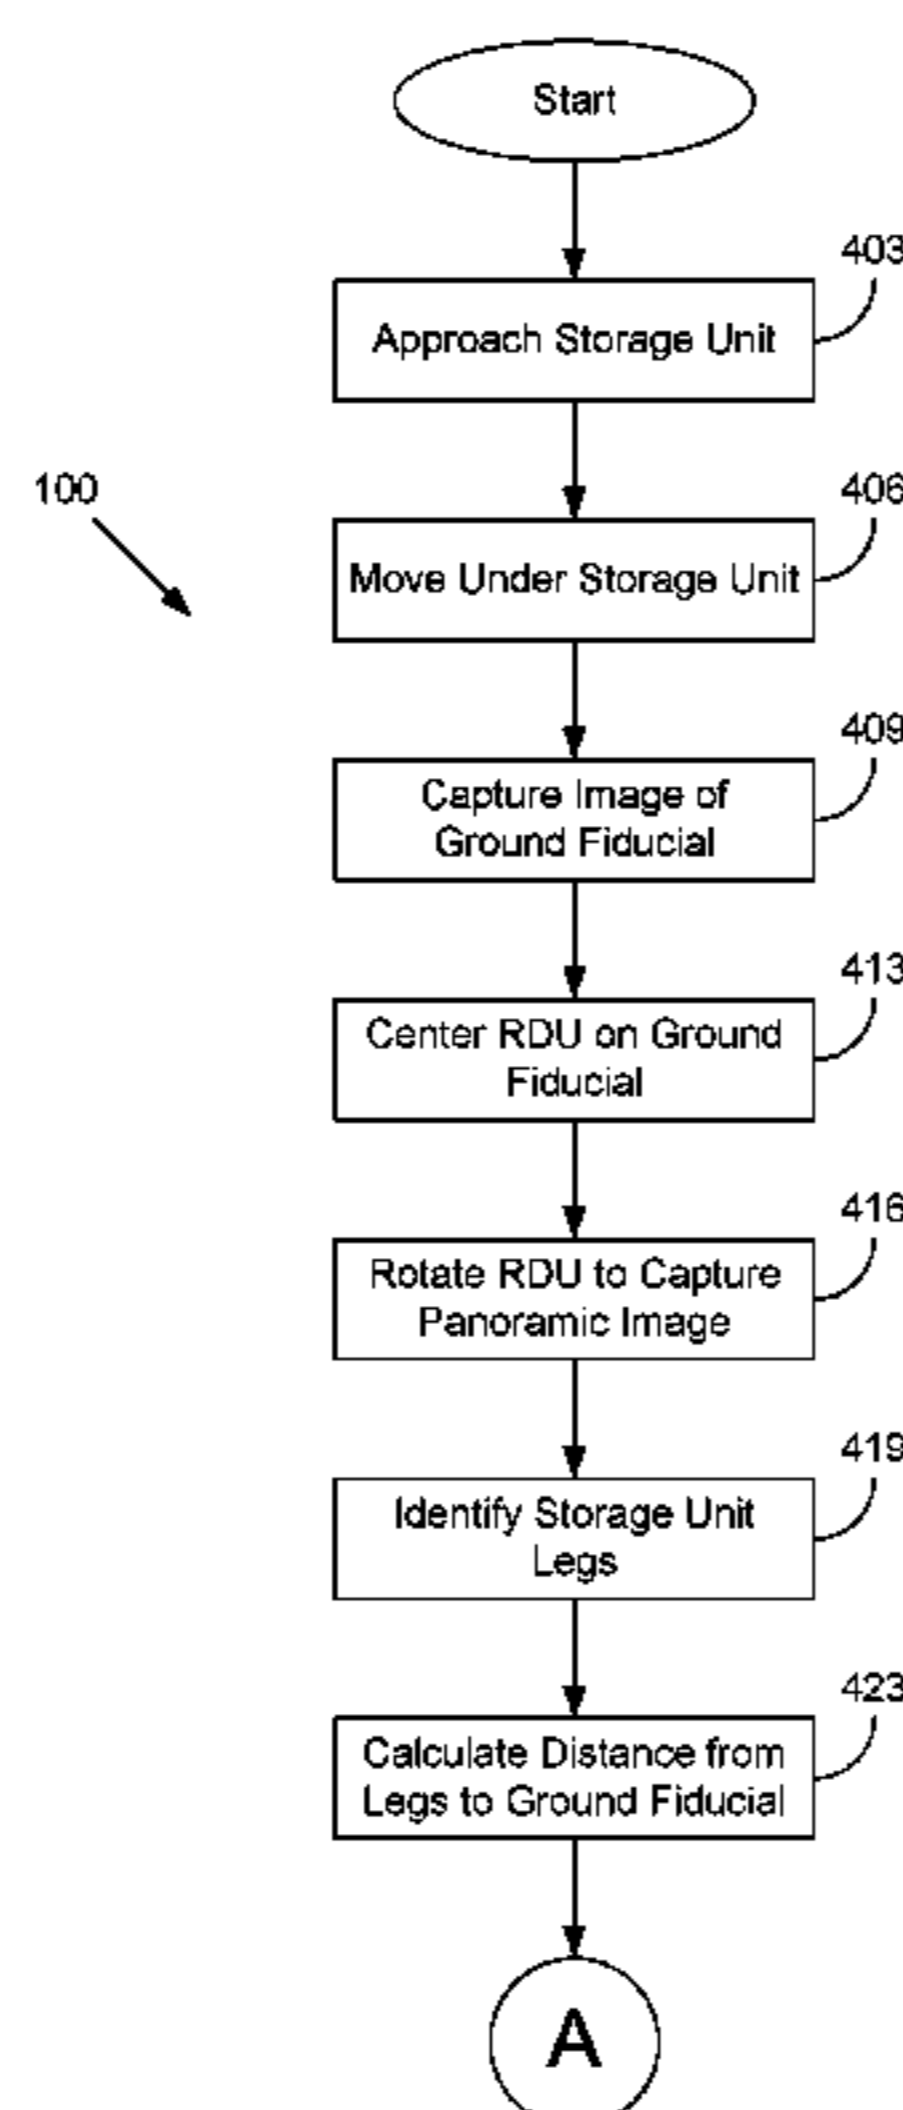 Start
403
Approach Storage Unit
100
406
Move Under Storage Unit
409
Capture Image of
Ground Fiducial
413
Center RDU on Ground
Fiducial
416
Rotate RDU to Capture
Panoramic Image
419
Identify Storage Unit
Legs
423
Calculate Distance from
Legs to Ground Fiducial
A